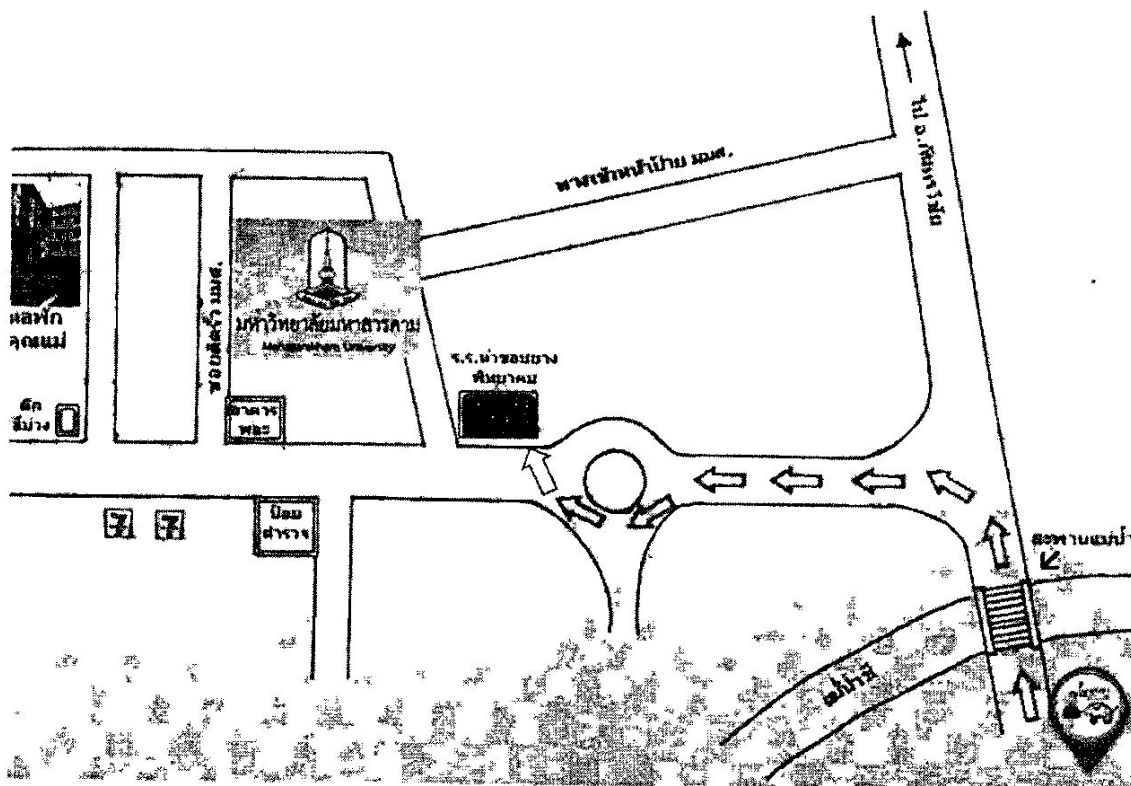 ไป อ.กันทรวิชัย
ทางเข้าหน้าป้าย มมส.
หอพัก
คุณแม่
ซอยติดรั้ว มมส.
มหาวิทยาลัยมหาสารคาม
Mahasarakham University
ร.ร.ท่าขอนยาง
พิทยาคม
ตึก
สีม่วง
อาคาร
พละ
ป้อม
ตำรวจ
สะพานแม่น้ำ
แม่น้ำชี